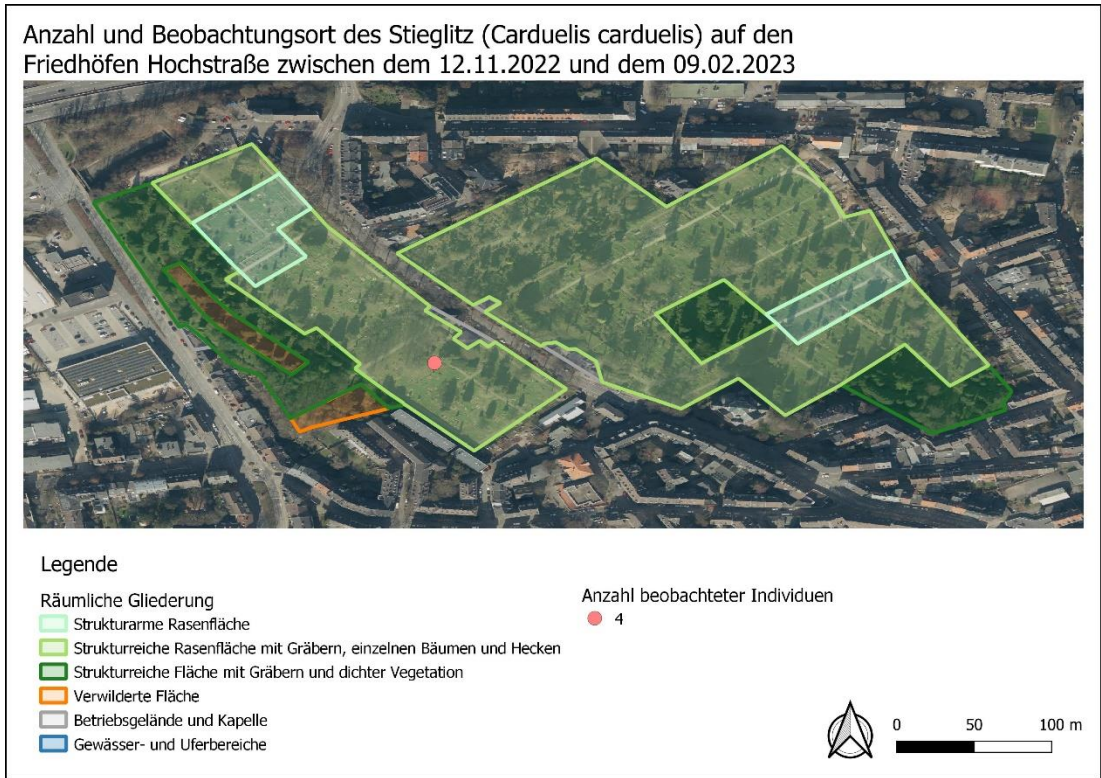 Anzahl und Beobachtungsort des Stieglitz (Carduelis carduelis) auf den
Friedhöfen Hochstraße zwischen dem 12.11.2022 und dem 09.02.2023
Legende
Räumliche Gliederung
Strukturarme Rasenfläche
Strukturreiche Rasenfläche mit Gräbern, einzelnen Bäumen und Hecken
Strukturreiche Fläche mit Gräbern und dichter Vegetation
Verwilderte Fläche
Betriebsgelände und Kapelle
Gewässer- und Uferbereiche
Anzahl beobachteter Individuen
4
0 50 100 m